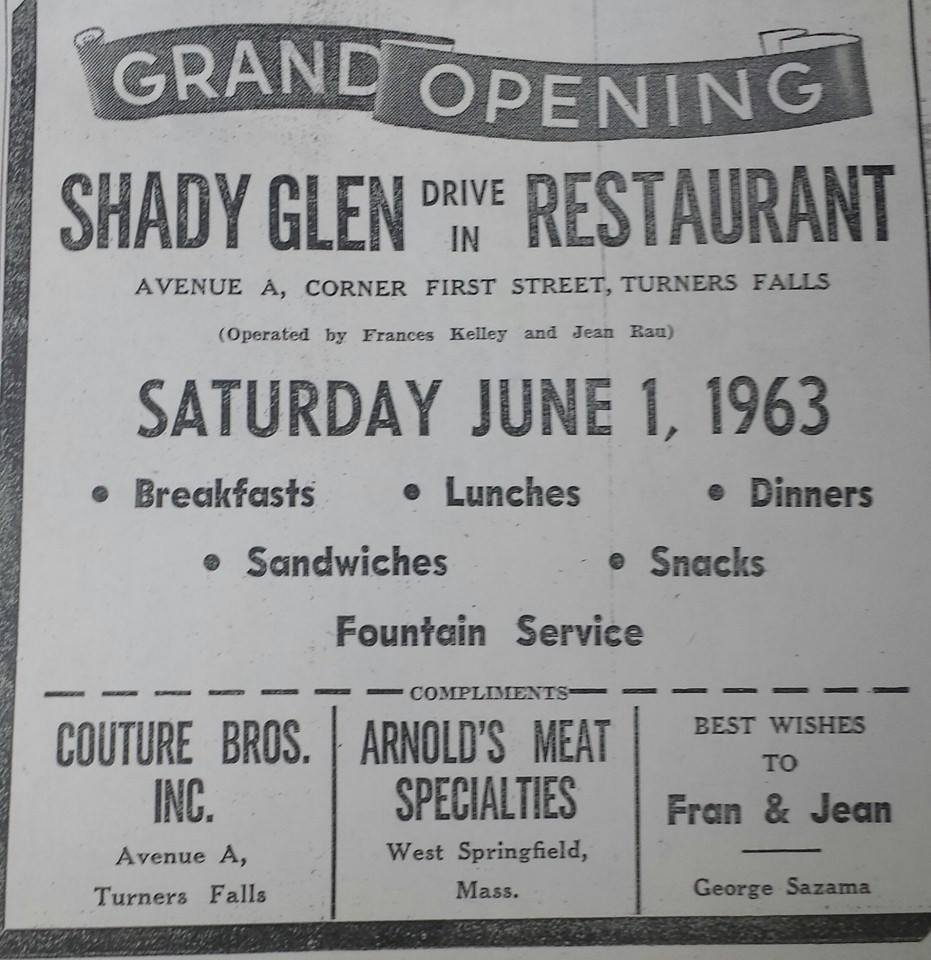 GRAND OPENING
SHADY GLEN DRIVE IN RESTAURANT
AVENUE A, CORNER FIRST STREET, TURNERS FALLS
(Operated by Frances Kelley and Jean Rau)
SATURDAY JUNE 1, 1963
• Breakfasts • Lunches • Dinners
• Sandwiches • Snacks
Fountain Service
COMPLIMENTS
COUTURE BROS.
INC.
Avenue A,
Turners Falls
ARNOLD'S MEAT
SPECIALTIES
West Springfield,
Mass.
BEST WISHES
TO
Fran & Jean
George Sazama